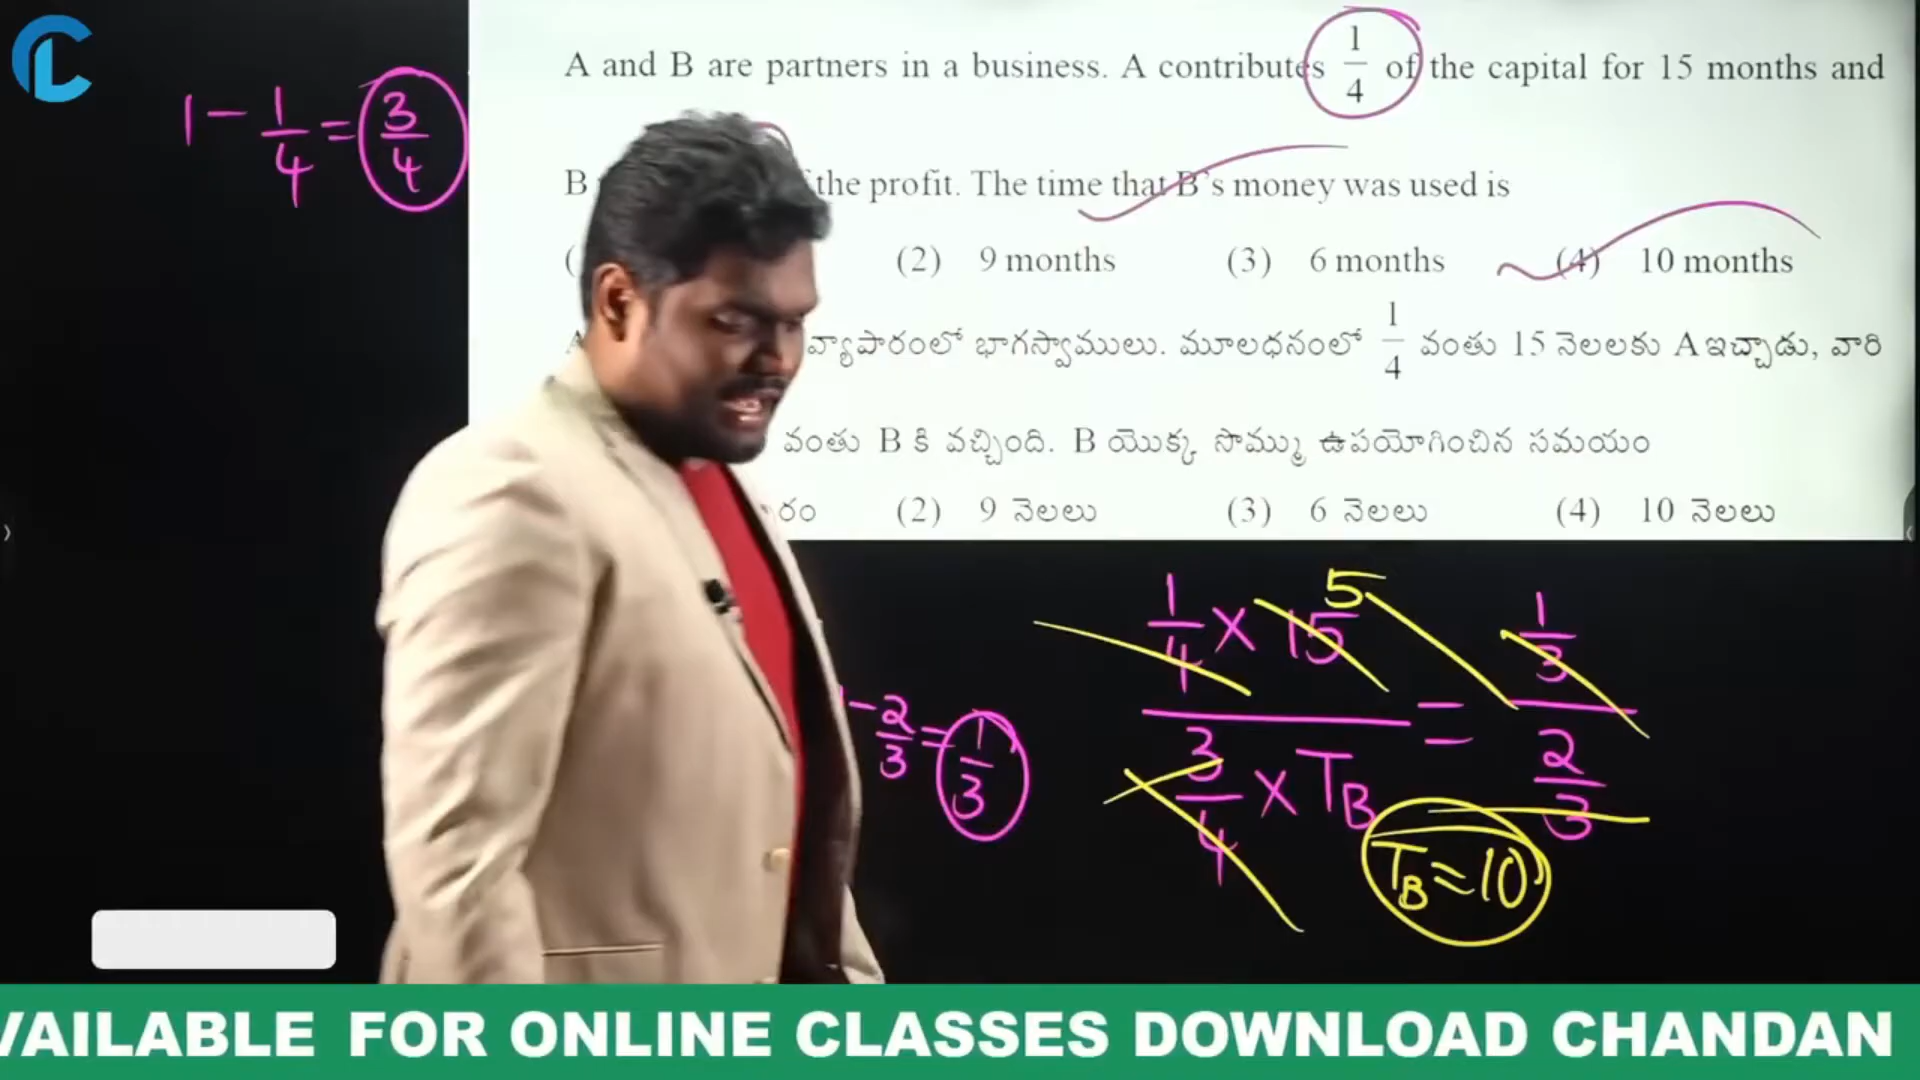 A and B are partners in a business. A contributes 1/4 of the capital for 15 months and
B the profit. The time that B's money was used is
(2) 9 months (3) 6 months (4) 10 months
వ్యాపారంలో భాగస్వాములు. మూలధనంలో 1/4 వంతు 15 నెలలకు A ఇచ్చాడు, వారి
వంతు B కి వచ్చింది. B యొక్క సొమ్ము ఉపయోగించిన సమయం
(2) 9 నెలలు (3) 6 నెలలు (4) 10 నెలలు
1 - 1/4 = 3/4
- 2/3 = 1/3
1/4 × 15 5 / 3/4 × TB = 1/3 / 2/3
TB = 10
VAILABLE FOR ONLINE CLASSES DOWNLOAD CHANDAN